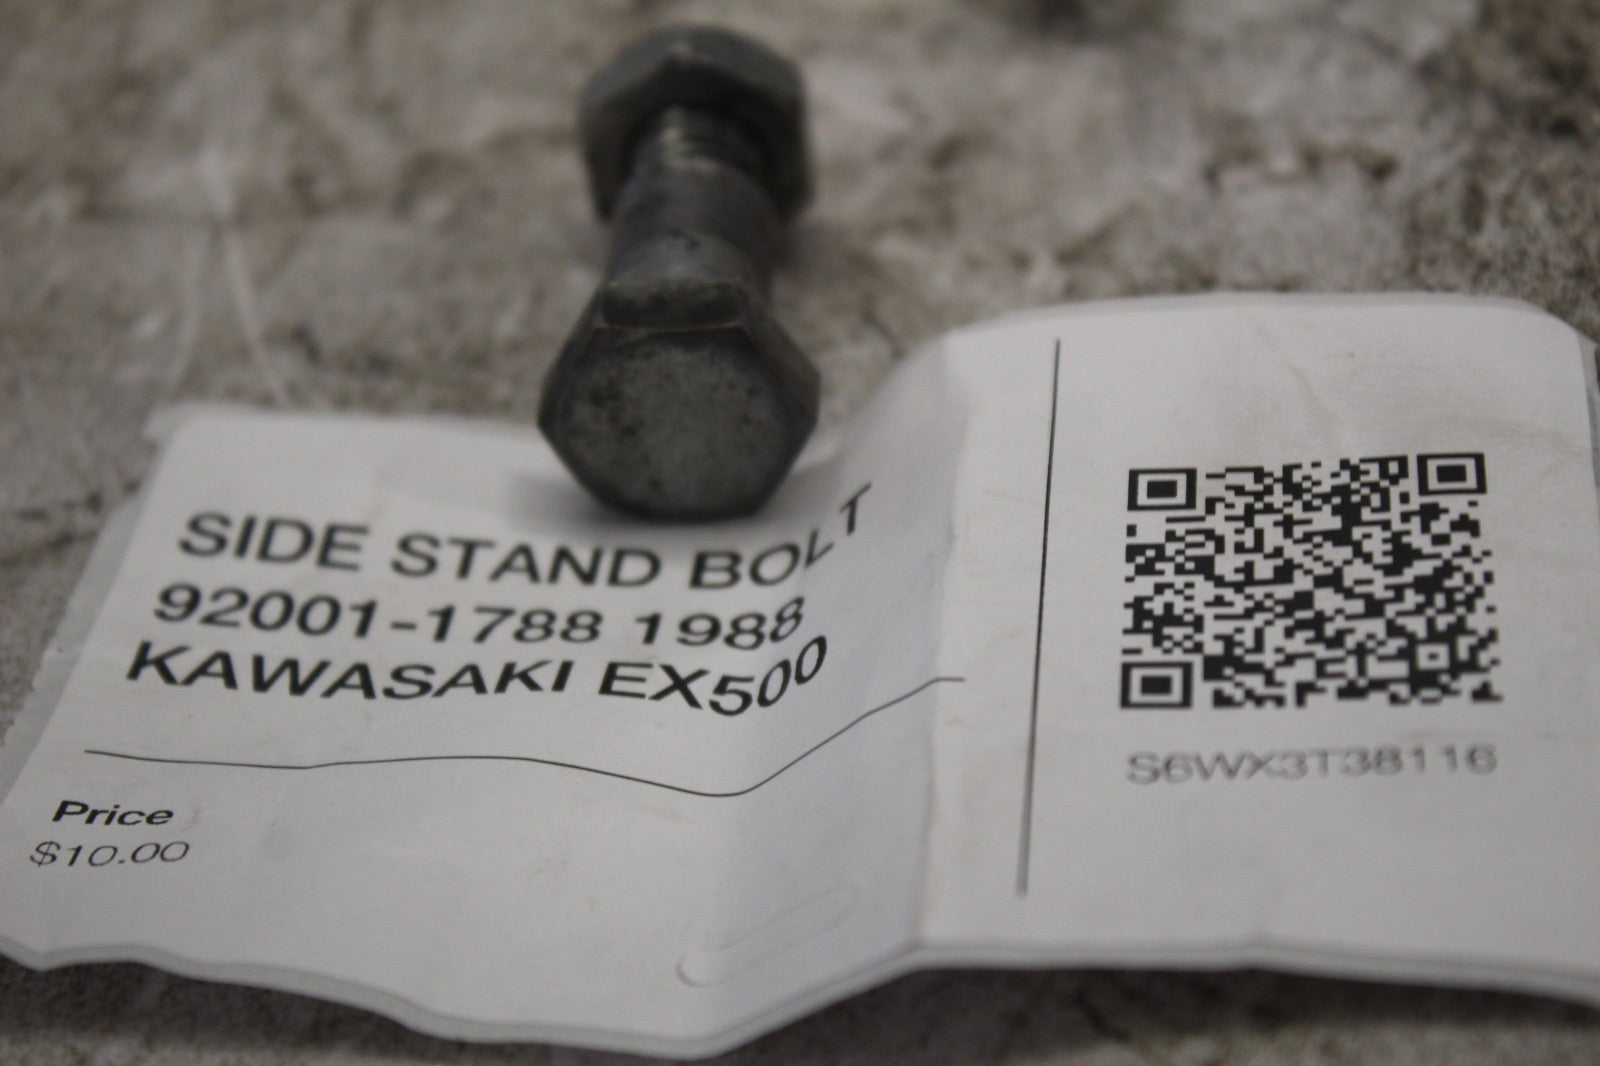 SIDE STAND BOLT
92001-1788 1988
KAWASAKI EX500
Price
$10.00
S6WX3T38116